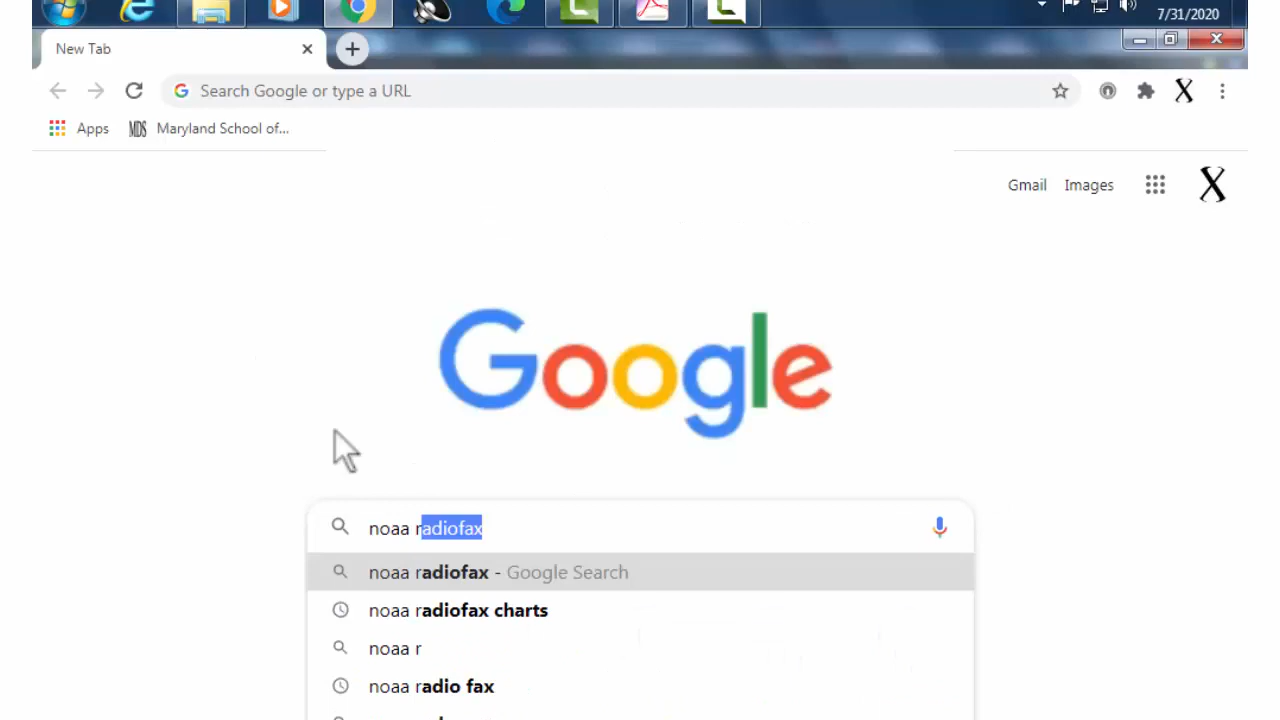 7/31/2020
New Tab
Search Google or type a URL
Apps MDS Maryland School of...
Gmail Images X
Google
noaa radiofax
noaa radiofax - Google Search
noaa radiofax charts
noaa r
noaa radio fax